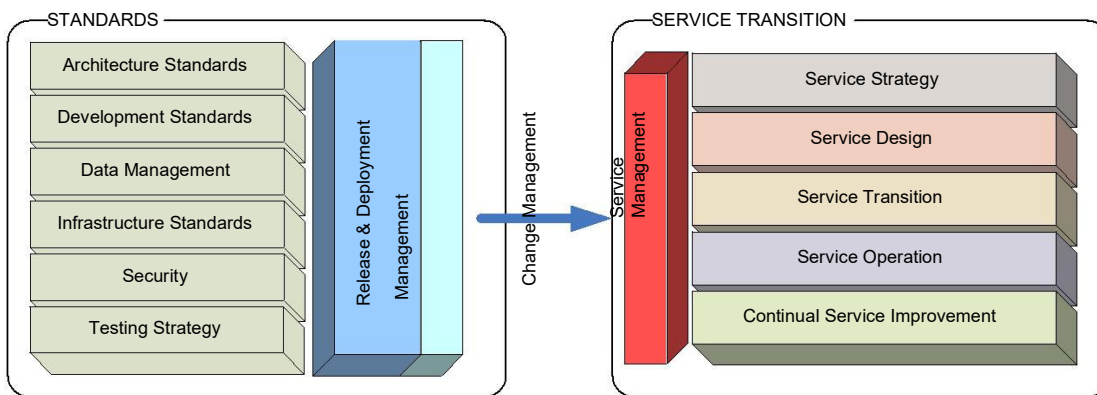 STANDARDS
Architecture Standards
Development Standards
Data Management
Infrastructure Standards
Security
Testing Strategy
Release & Deployment
Management
Change Management
SERVICE TRANSITION
Service
Management
Service Strategy
Service Design
Service Transition
Service Operation
Continual Service Improvement